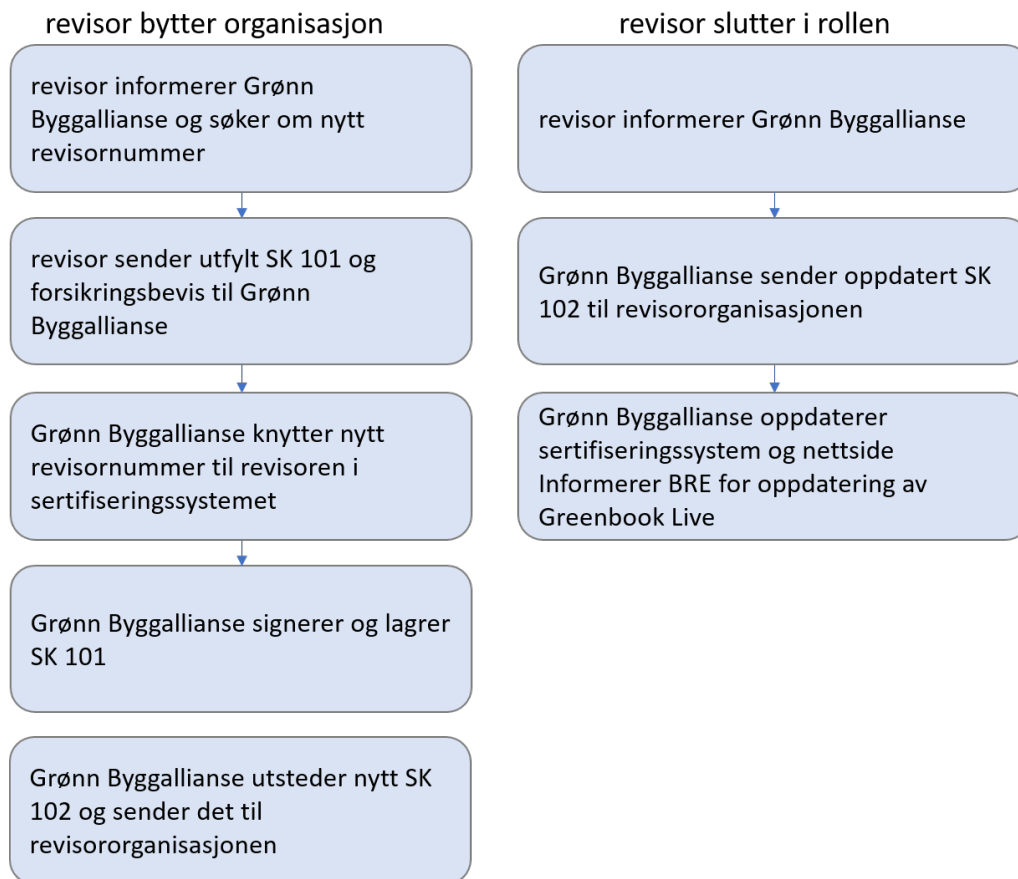 revisor bytter organisasjon
revisor informerer Grønn
Byggallianse og søker om nytt
revisornummer
revisor sender utfylt SK 101 og
forsikringsbevis til Grønn
Byggallianse
Grønn Byggallianse knytter nytt
revisornummer til revisoren i
sertifiseringssystemet
Grønn Byggallianse signerer og lagrer
SK 101
Grønn Byggallianse utsteder nytt SK
102 og sender det til
revisororganisasjonen
revisor slutter i rollen
revisor informerer Grønn Byggallianse
Grønn Byggallianse sender oppdatert SK
102 til revisororganisasjonen
Grønn Byggallianse oppdaterer
sertifiseringssystem og nettside
Informerer BRE for oppdatering av
Greenbook Live